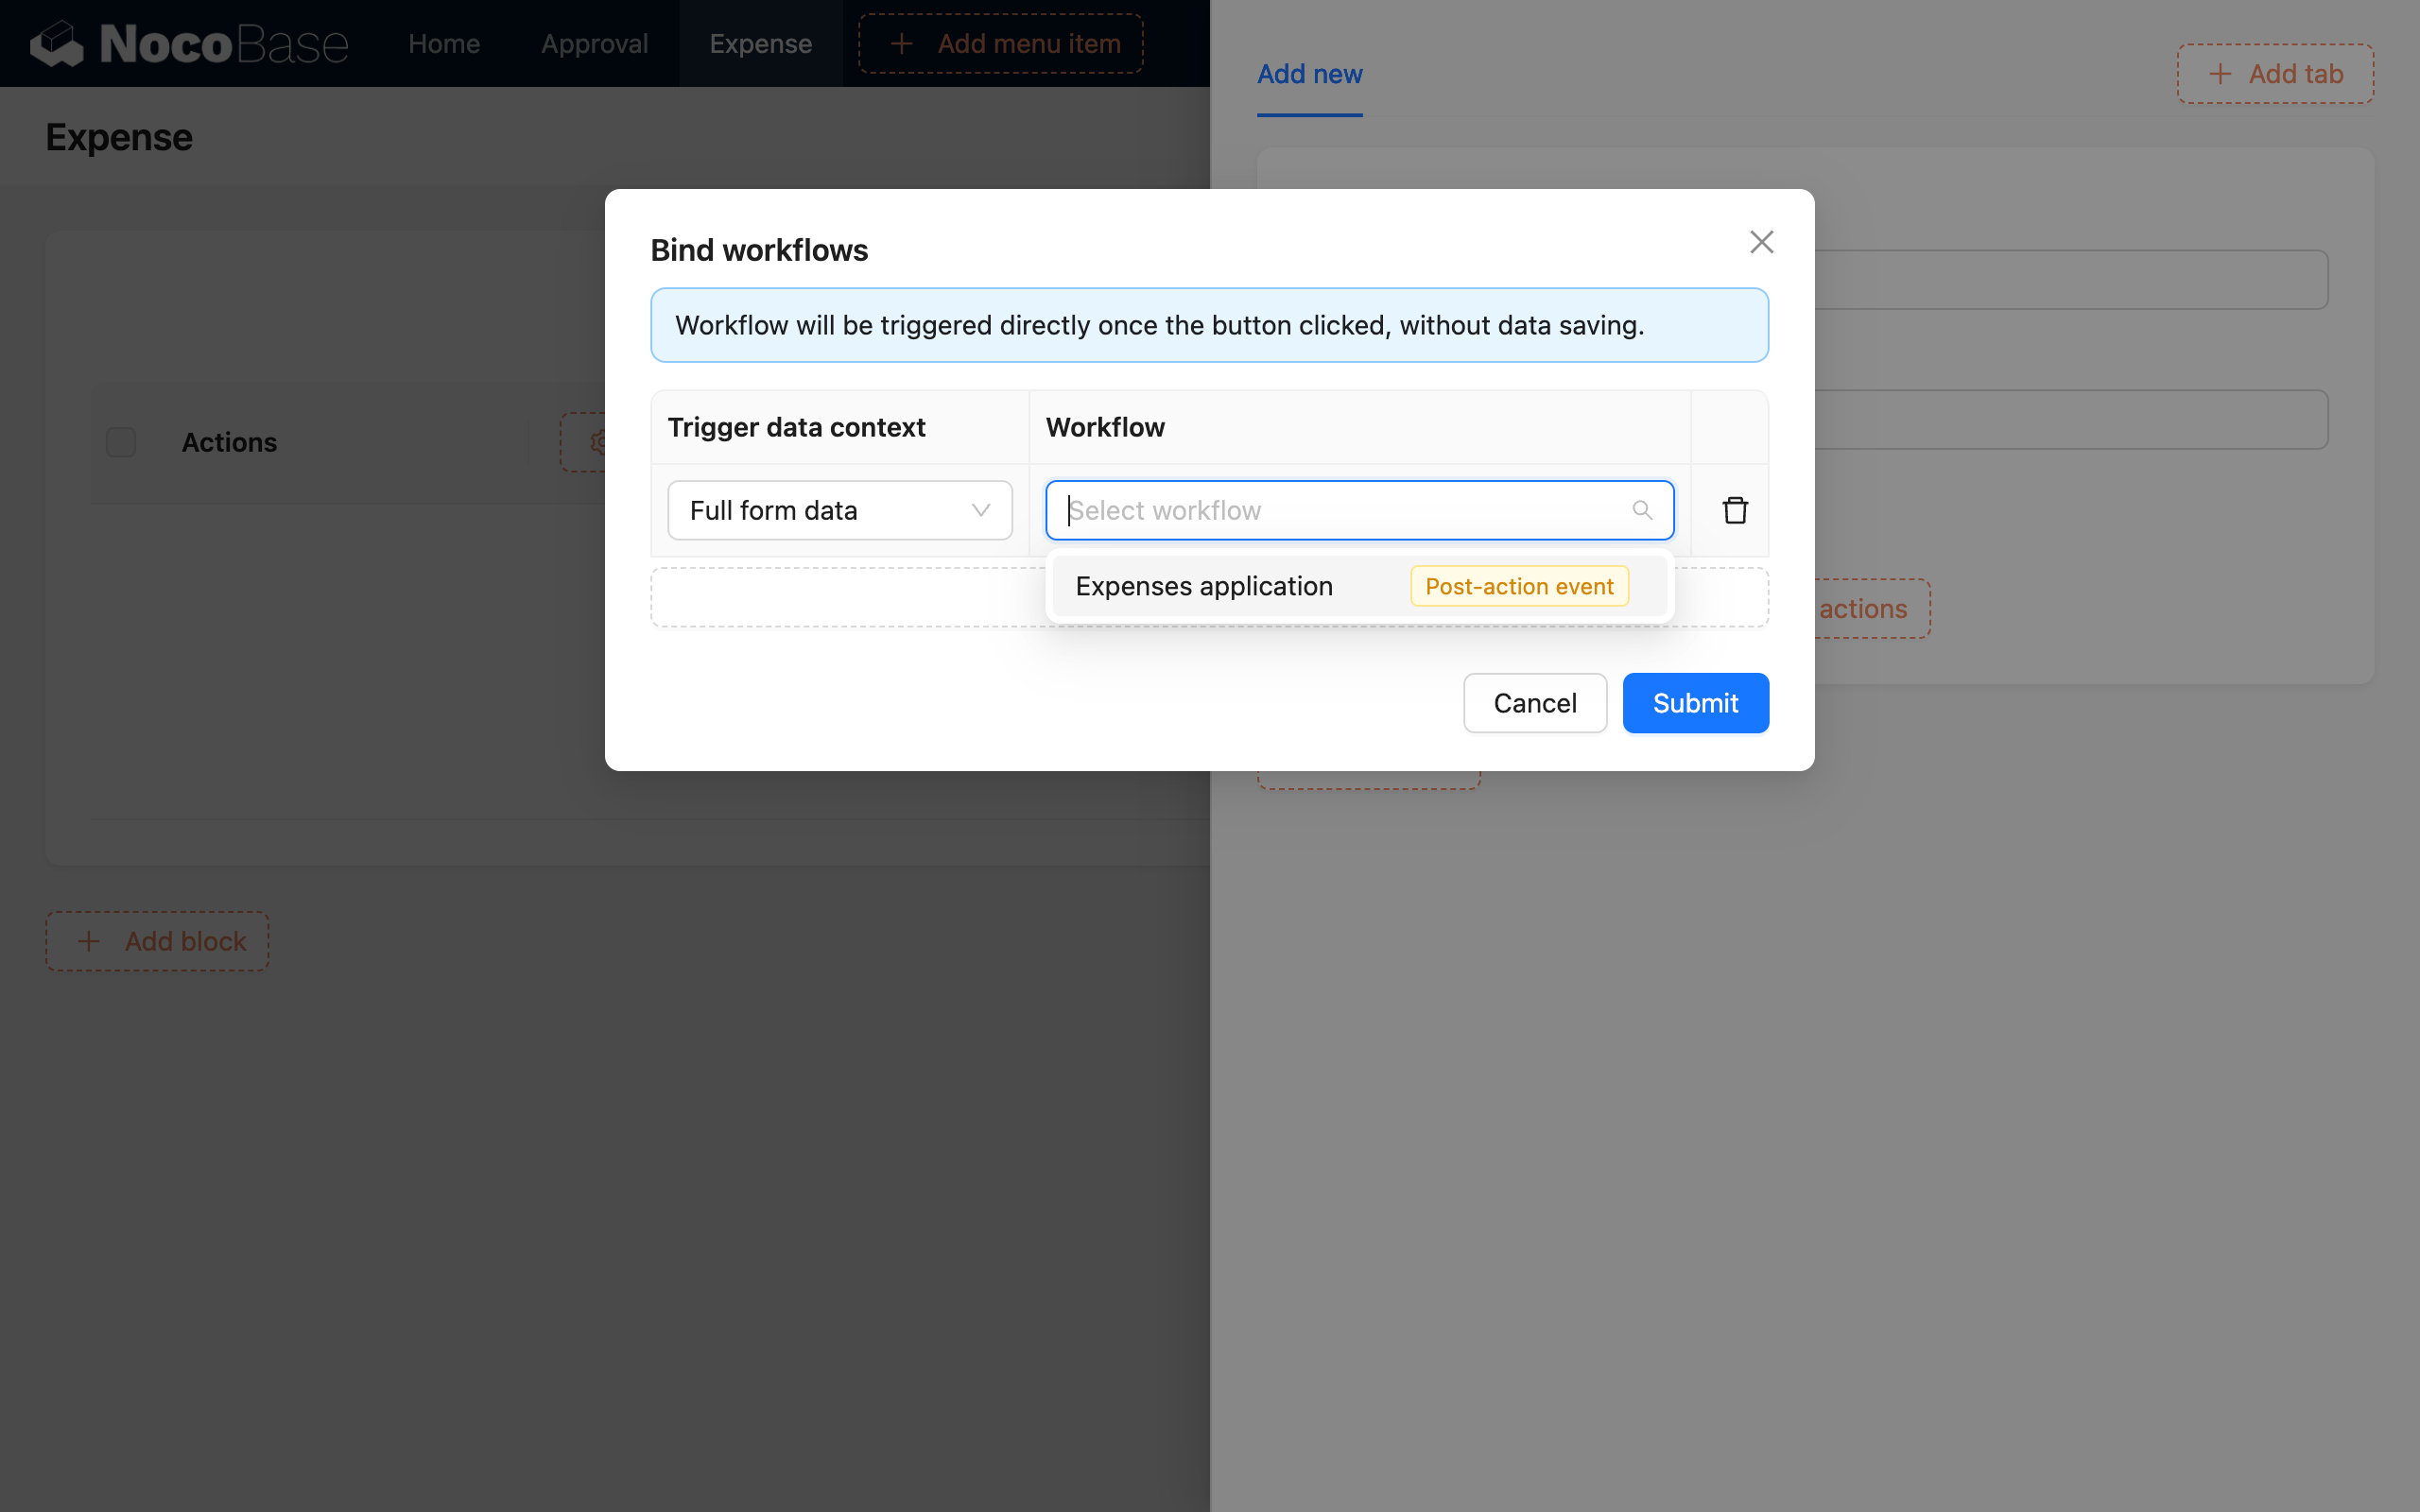 NocoBase
Home
Approval
Expense
Add menu item
Add new
Add tab
Expense
Bind workflows
Workflow will be triggered directly once the button clicked, without data saving.
Trigger data context
Workflow
Actions
Full form data
Select workflow
Expenses application
Post-action event
actions
Cancel
Submit
Add block